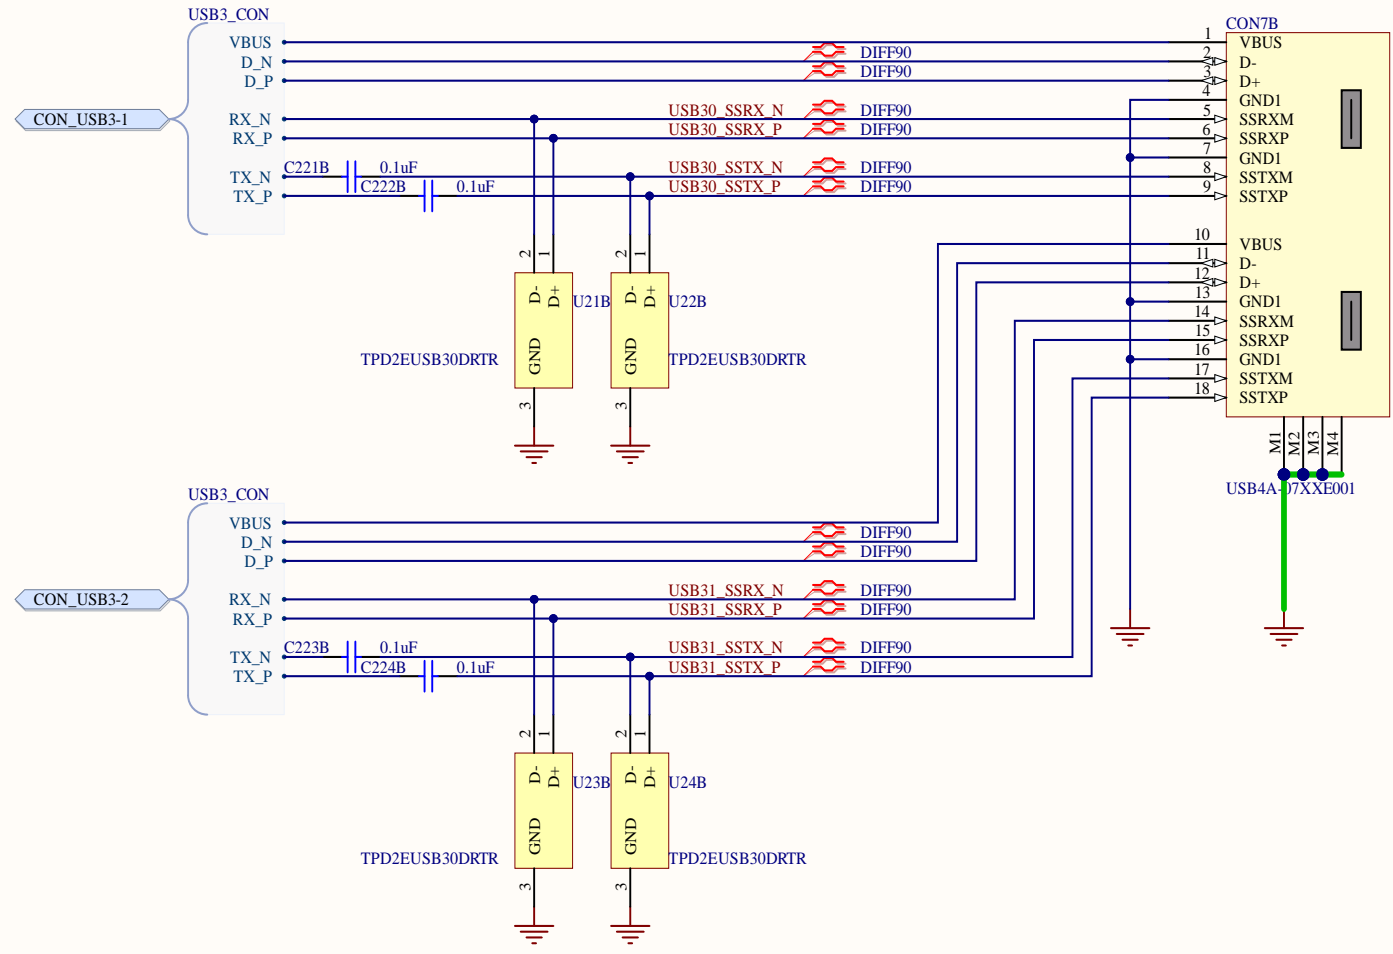 USB3_CON
CON7B
VBUS
1
VBUS
DIFF90
D_N
2
D-
DIFF90
D_P
3
D+
4
GND1
CON_USB3-1
RX_N
USB30_SSRX_N
DIFF90
5
SSRXM
RX_P
USB30_SSRX_P
DIFF90
6
SSRXP
7
GND1
TX_N
C221B
0.1uF
USB30_SSTX_N
DIFF90
8
SSTXM
TX_P
C222B
0.1uF
USB30_SSTX_P
DIFF90
9
SSTXP
10
VBUS
11
D-
12
D+
13
GND1
14
SSRXM
15
SSRXP
16
GND1
17
SSTXM
18
SSTXP
2
1
2
1
D-
D+
U21B
D-
D+
U22B
TPD2EUSB30DRTR
GND
GND
TPD2EUSB30DRTR
3
3
M1
M2
M3
M4
USB4A-07XXE001
USB3_CON
VBUS
DIFF90
D_N
DIFF90
D_P
CON_USB3-2
RX_N
USB31_SSRX_N
DIFF90
RX_P
USB31_SSRX_P
DIFF90
TX_N
C223B
0.1uF
USB31_SSTX_N
DIFF90
TX_P
C224B
0.1uF
USB31_SSTX_P
DIFF90
2
1
2
1
D-
D+
U23B
D-
D+
U24B
TPD2EUSB30DRTR
GND
GND
TPD2EUSB30DRTR
3
3